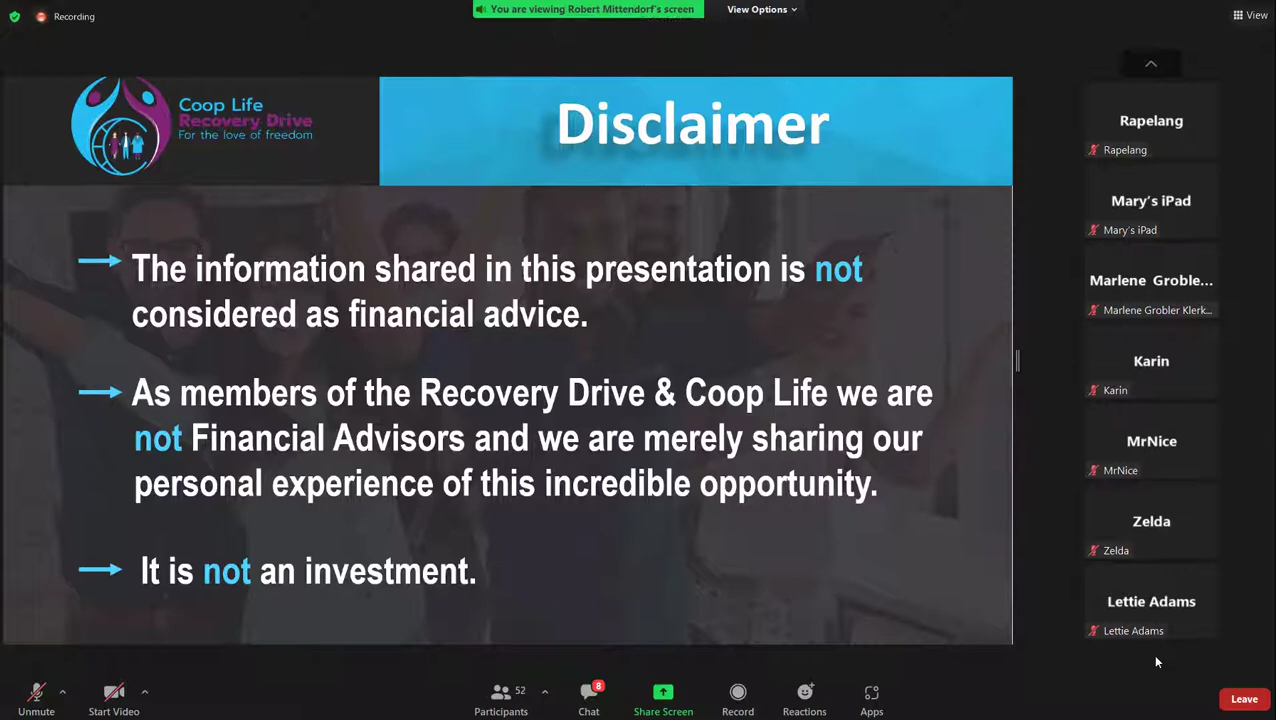 Recording
You are viewing Robert Mittendorf's screen
View Options
View
Coop Life
Recovery Drive
For the love of freedom
Disclaimer
The information shared in this presentation is not
considered as financial advice.
As members of the Recovery Drive & Coop Life we are
not Financial Advisors and we are merely sharing our
personal experience of this incredible opportunity.
It is not an investment.
Rapelang
Rapelang
Mary's iPad
Mary's iPad
Marlene Groble...
Marlene Grobler Klerk...
Karin
Karin
MrNice
MrNice
Zelda
Zelda
Lettie Adams
Lettie Adams
Unmute
Start Video
52
Participants
8
Chat
Share Screen
Record
Reactions
Apps
Leave